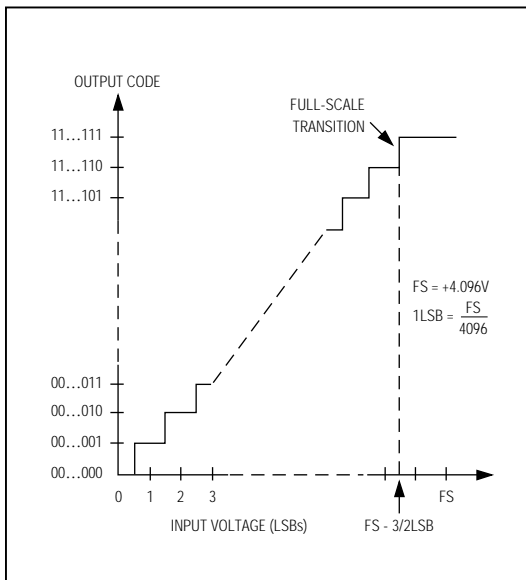 OUTPUT CODE
FULL-SCALE
TRANSITION
11...111
11...110
11...101
FS = +4.096V
1LSB = FS
4096
00...011
00...010
00...001
00...000
0 1 2 3 FS
INPUT VOLTAGE (LSBs) FS - 3/2LSB